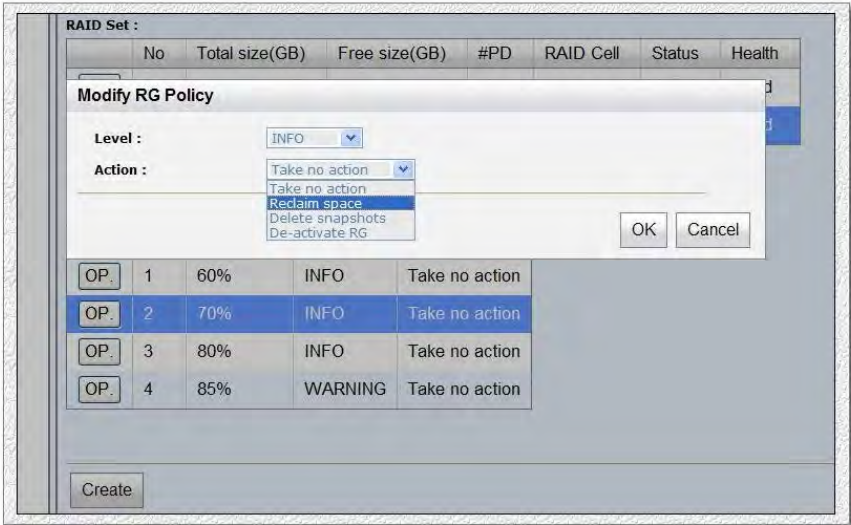 RAID Set :
No Total size(GB) Free size(GB) #PD RAID Cell Status Health
Modify RG Policy
Level : INFO
Action : Take no action
Take no action
Reclaim space
Delete snapshots
De-activate RG
OK Cancel
OP. 1 60% INFO Take no action
OP. 2 70% INFO Take no action
OP. 3 80% INFO Take no action
OP. 4 85% WARNING Take no action
Create